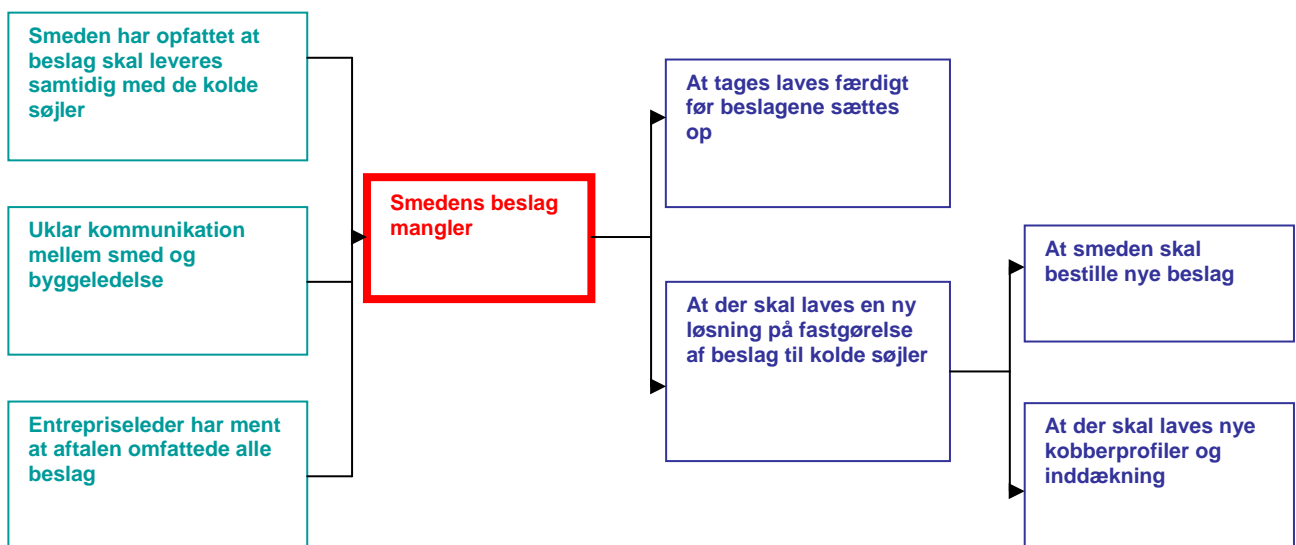 Smeden har opfattet at
beslag skal leveres
samtidig med de kolde
søjler
Uklar kommunikation
mellem smed og
byggeledelse
Entrepriseleder har ment
at aftalen omfattede alle
beslag
Smedens beslag
mangler
At tages laves færdigt
før beslagene sættes
op
At der skal laves en ny
løsning på fastgørelse
af beslag til kolde søjler
At smeden skal
bestille nye beslag
At der skal laves nye
kobberprofiler og
inddækning